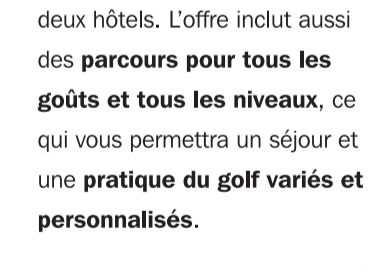 deux hôtels. L’offre inclut aussi
des parcours pour tous les
goûts et tous les niveaux, ce
qui vous permettra un séjour et
une pratique du golf variés et
personnalisés.